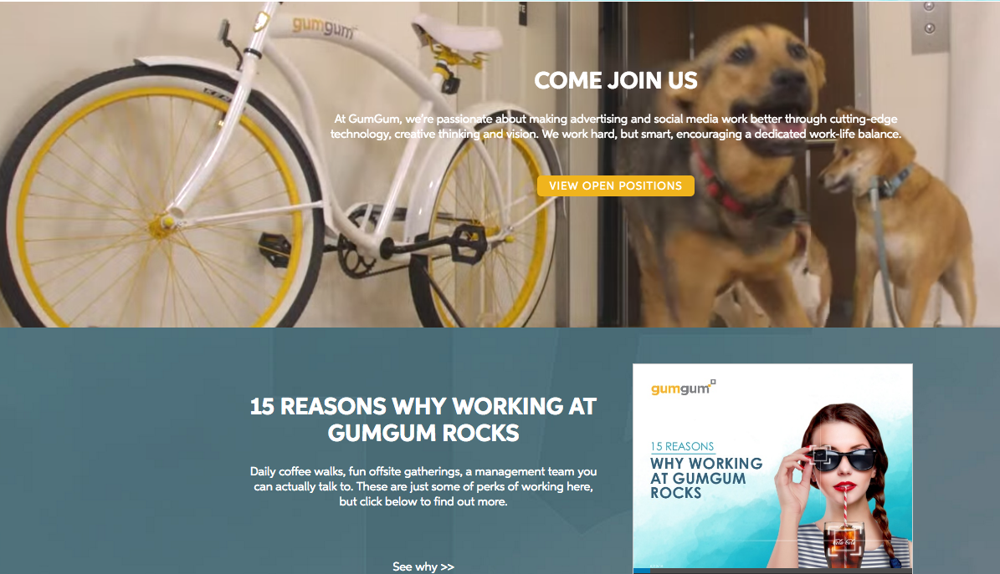 gumgum
COME JOIN US
At GumGum, we're passionate about making advertising and social media work better through cutting-edge
technology, creative thinking and vision. We work hard, but smart, encouraging a dedicated work-life balance.
VIEW OPEN POSITIONS
15 REASONS WHY WORKING AT
GUMGUM ROCKS
Daily coffee walks, fun offsite gatherings, a management team you
can actually talk to. These are just some of perks of working here,
but click below to find out more.
See why >>
gumgum
15 REASONS
WHY WORKING
AT GUMGUM
ROCKS
Coca-Cola